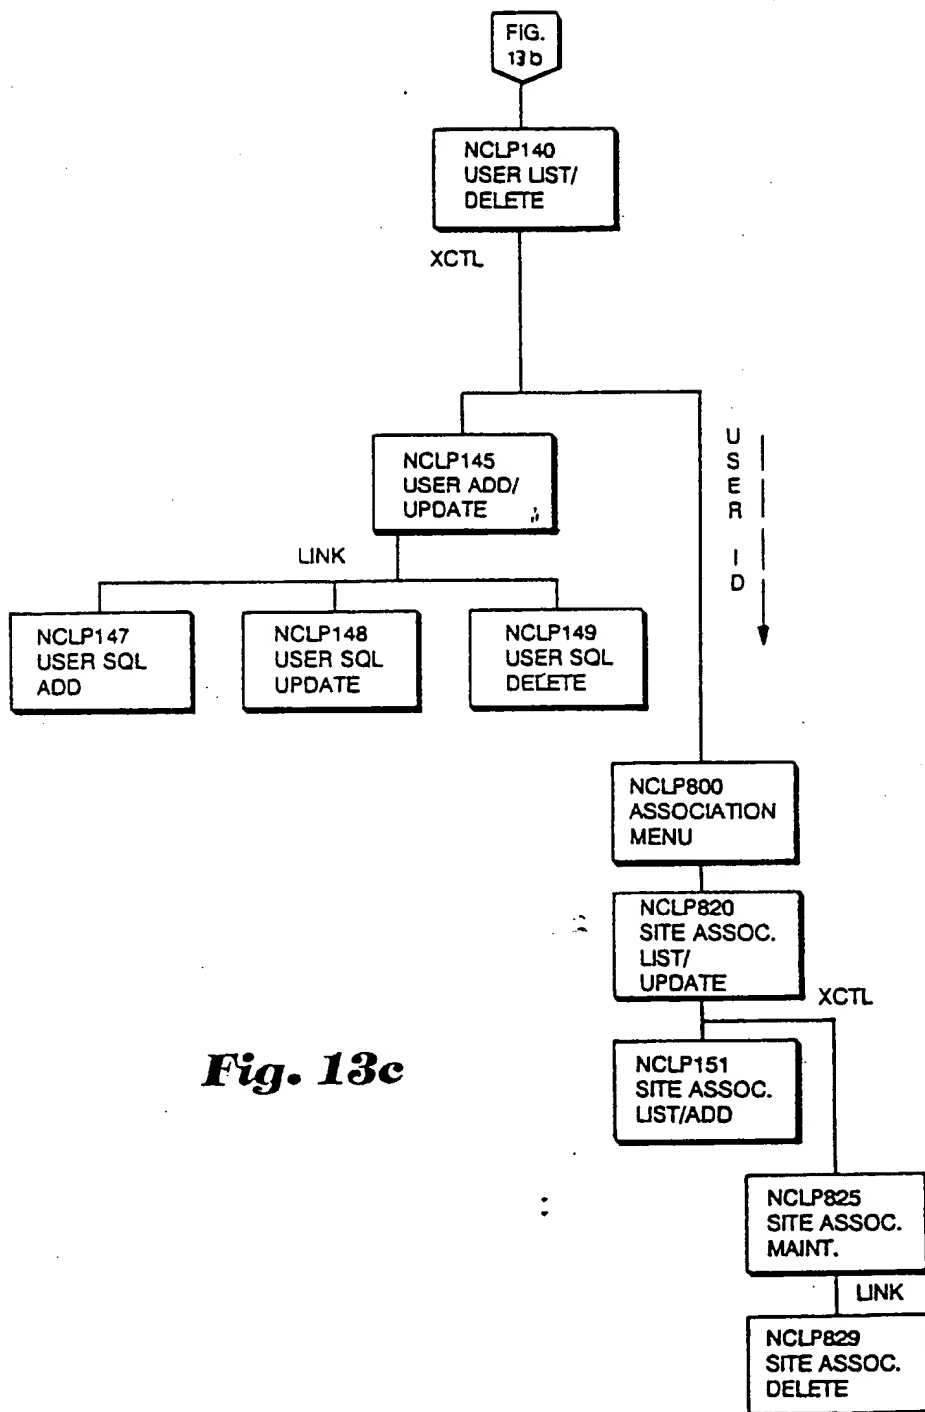 FIG.
13b
NCLP140
USER LIST/
DELETE
XCTL
NCLP145
USER ADD/
UPDATE
USER ID
LINK
NCLP147
USER SQL
ADD
NCLP148
USER SQL
UPDATE
NCLP149
USER SQL
DELETE
NCLP800
ASSOCIATION
MENU
NCLP820
SITE ASSOC.
LIST/
UPDATE
XCTL
Fig. 13c
NCLP151
SITE ASSOC.
LIST/ADD
NCLP825
SITE ASSOC.
MAINT.
LINK
NCLP829
SITE ASSOC.
DELETE